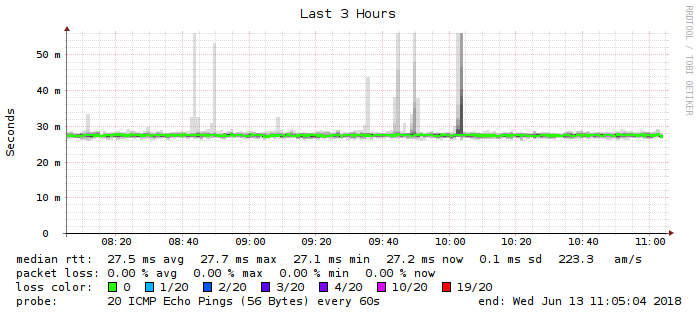 Last 3 Hours
RRDTOOL / TOBI OETIKER
Seconds
50 m
40 m
30 m
20 m
10 m
0
08:20 08:40 09:00 09:20 09:40 10:00 10:20 10:40 11:00
median rtt: 27.5 ms avg 27.7 ms max 27.1 ms min 27.2 ms now 0.1 ms sd 223.3 am/s
packet loss: 0.00 % avg 0.00 % max 0.00 % min 0.00 % now
loss color: 0 1/20 2/20 3/20 4/20 10/20 19/20
probe: 20 ICMP Echo Pings (56 Bytes) every 60s end: Wed Jun 13 11:05:04 2018